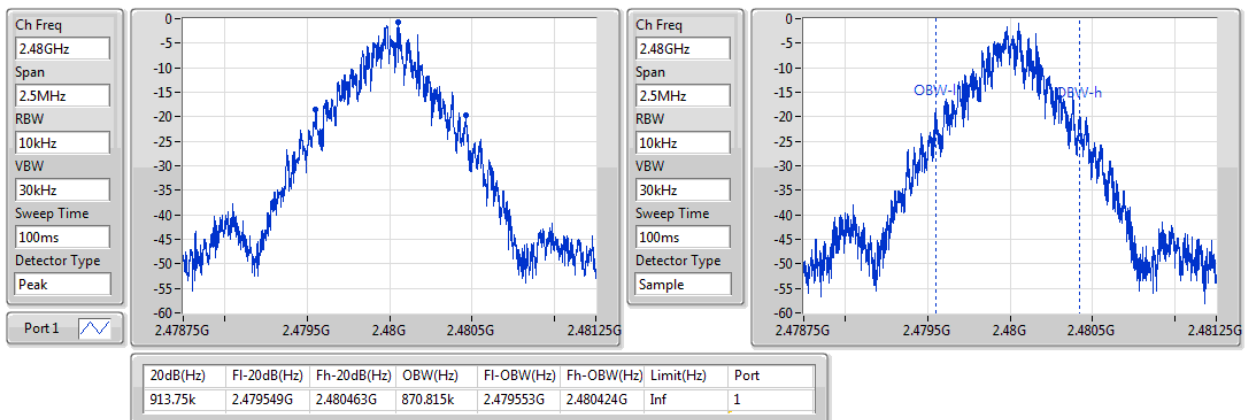 Ch Freq
2.48GHz
Span
2.5MHz
RBW
10kHz
VBW
30kHz
Sweep Time
100ms
Detector Type
Peak
Port 1
0
-5
-10
-15
-20
-25
-30
-35
-40
-45
-50
-55
-60
2.47875G 2.4795G 2.48G 2.4805G 2.48125G
Ch Freq
2.48GHz
Span
2.5MHz
RBW
10kHz
VBW
30kHz
Sweep Time
100ms
Detector Type
Sample
0
-5
-10
-15
-20
-25
-30
-35
-40
-45
-50
-55
-60
OBW-l OBW-h
2.47875G 2.4795G 2.48G 2.4805G 2.48125G
20dB(Hz) Fl-20dB(Hz) Fh-20dB(Hz) OBW(Hz) Fl-OBW(Hz) Fh-OBW(Hz) Limit(Hz) Port
913.75k 2.479549G 2.480463G 870.815k 2.479553G 2.480424G Inf 1